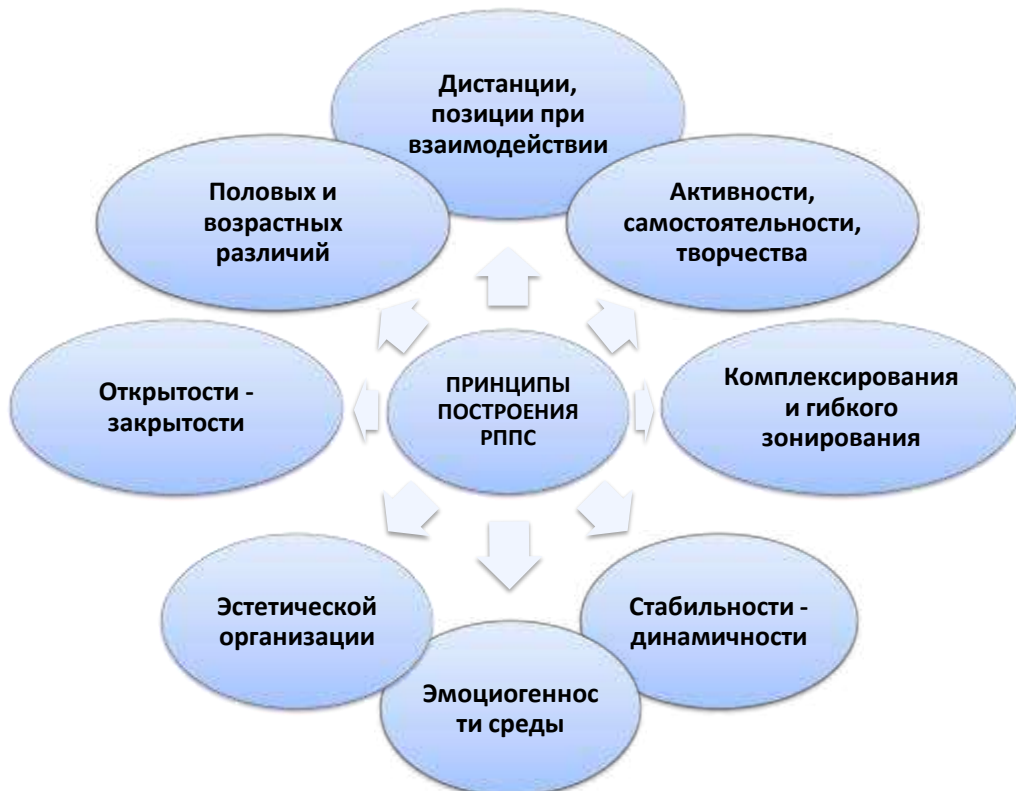 Дистанции,
позиции при
взаимодействии
Половых и
возрастных
различий
Активности,
самостоятельности,
творчества
Открытости -
закрытости
ПРИНЦИПЫ
ПОСТРОЕНИЯ
РППС
Комплексирования
и гибкого
зонирования
Эстетической
организации
Стабильности -
динамичности
Эмоциогеннос
ти среды